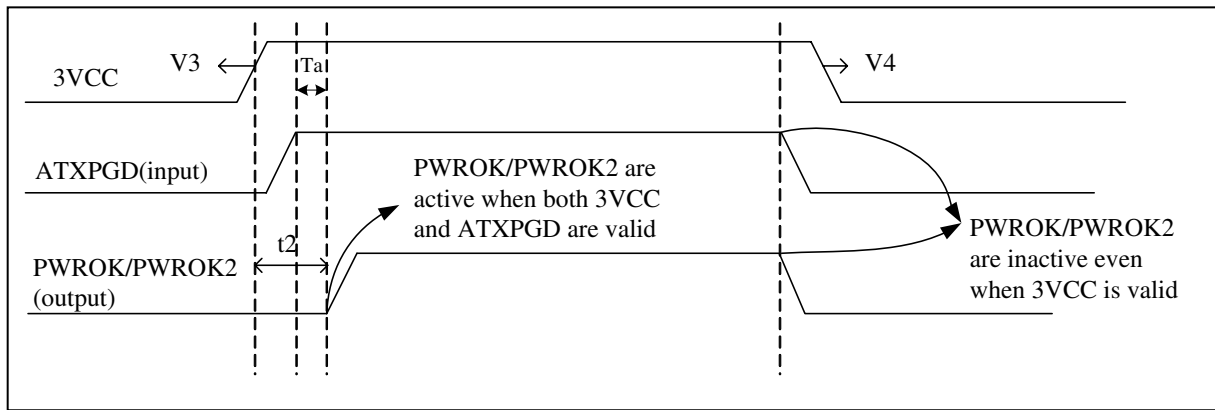 V3
Ta
V4
3VCC
ATXPGD(input)
PWROK/PWROK2 are
active when both 3VCC
and ATXPGD are valid
t2
PWROK/PWROK2
(output)
PWROK/PWROK2
are inactive even
when 3VCC is valid